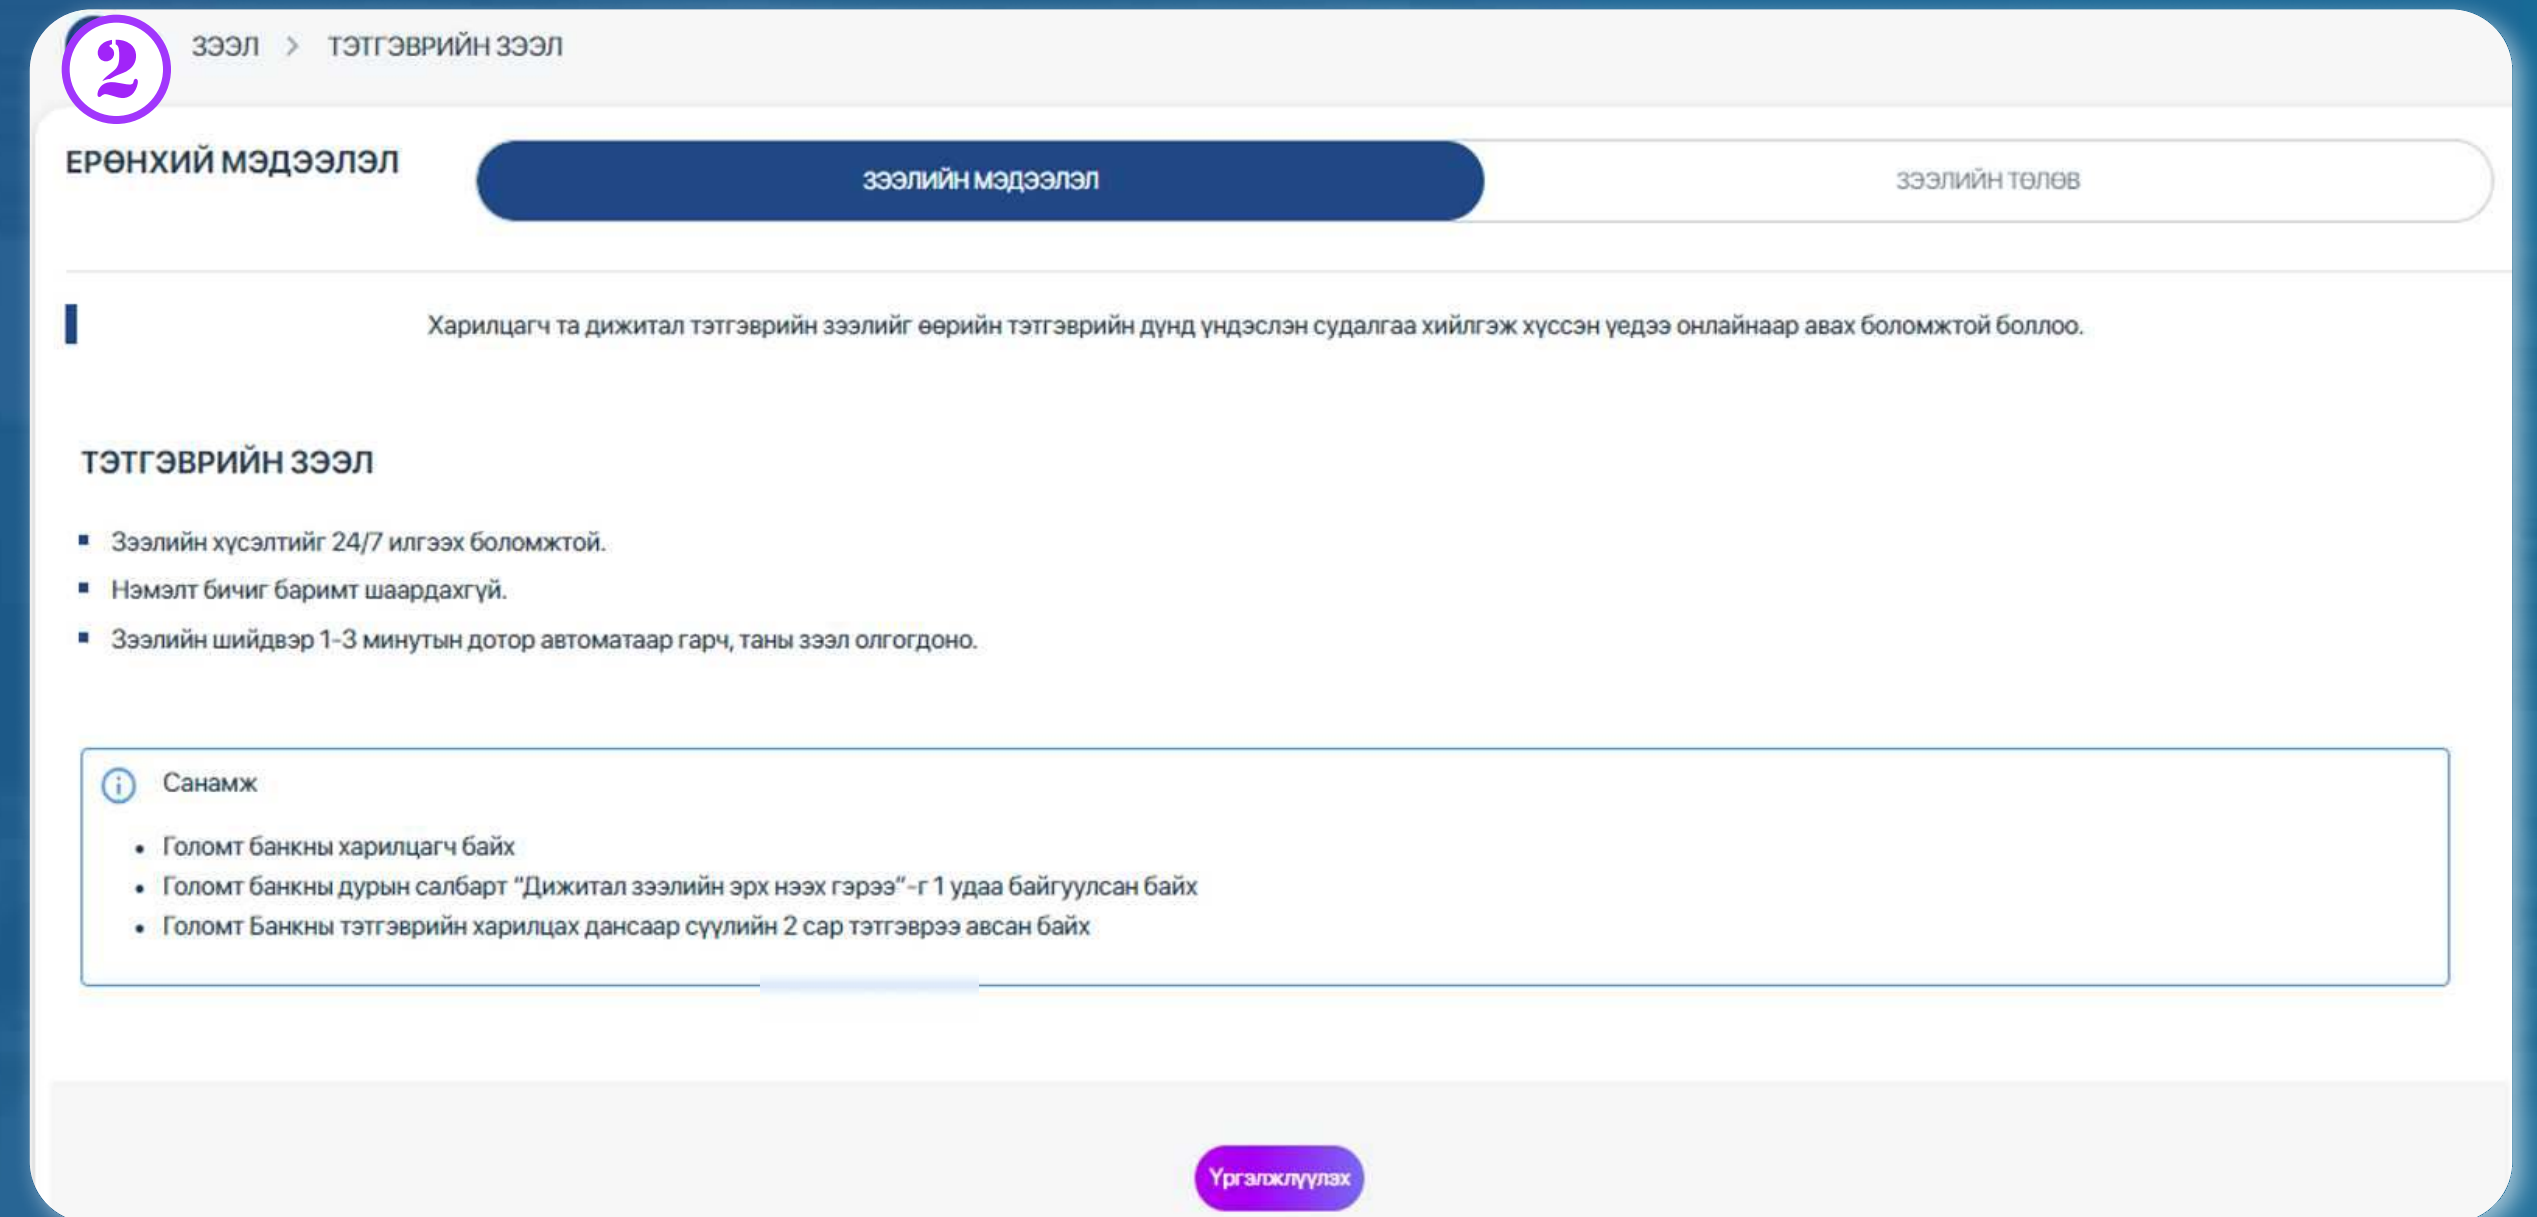 2
ЗЭЭЛ > ТЭТГЭВРИЙН ЗЭЭЛ
ЕРӨНХИЙ МЭДЭЭЛЭЛ
ЗЭЭЛИЙН МЭДЭЭЛЭЛ
ЗЭЭЛИЙН ТӨЛӨВ
Харилцагч та дижитал тэтгэврийн зээлийг өөрийн тэтгэврийн дүнд үндэслэн судалгаа хийлгэж хүссэн үедээ онлайнаар авах боломжтой боллоо.
ТЭТГЭВРИЙН ЗЭЭЛ
Зээлийн хүсэлтийг 24/7 илгээх боломжтой.
Нэмэлт бичиг баримт шаардахгүй.
Зээлийн шийдвэр 1-3 минутын дотор автоматаар гарч, таны зээл олгогдоно.
Санамж
• Голомт банкны харилцагч байх
• Голомт банкны дурын салбарт “Дижитал зээлийн эрх нээх гэрээ”-г 1 удаа байгуулсан байх
• Голомт Банкны тэтгэврийн харилцах дансаар сүүлийн 2 сар тэтгэврээ авсан байх
Үргэлжлүүлэх